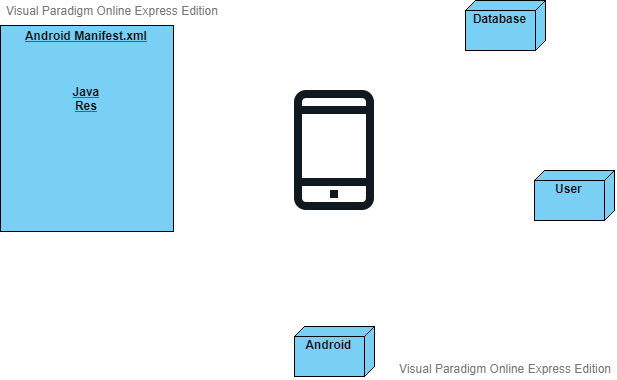 Visual Paradigm Online Express Edition
Android Manifest.xml
Java
Res
Database
User
Android
Visual Paradigm Online Express Edition